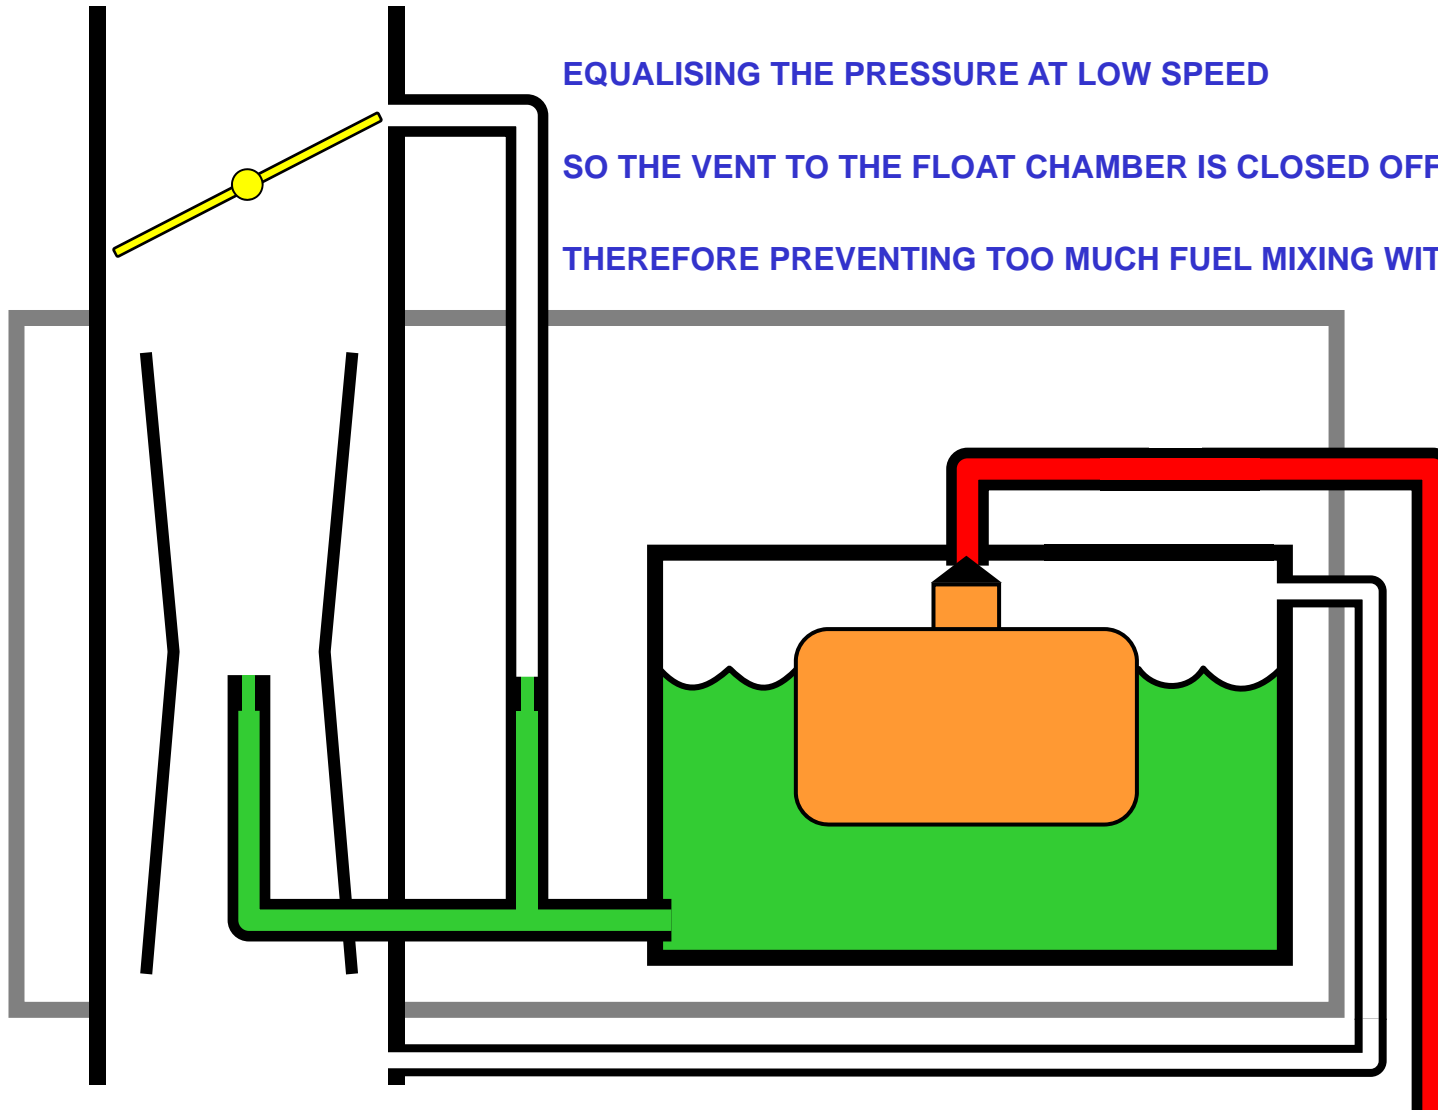 EQUALISING THE PRESSURE AT LOW SPEED
SO THE VENT TO THE FLOAT CHAMBER IS CLOSED OFF
THEREFORE PREVENTING TOO MUCH FUEL MIXING